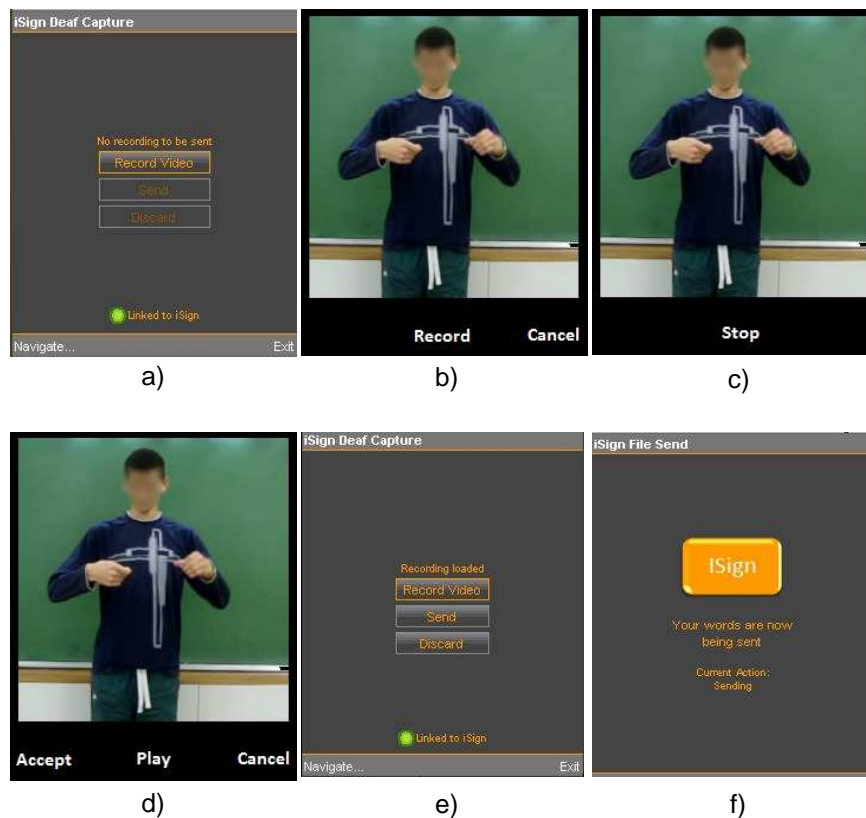 iSign Deaf Capture
No recording to be sent
Record Video
Send
Discard
Linked to iSign
Navigate...
Exit
a)
Record
Cancel
b)
Stop
c)
Accept
Play
Cancel
d)
iSign Deaf Capture
Recording loaded
Record Video
Send
Discard
Linked to iSign
Navigate...
Exit
e)
iSign File Send
ISign
Your words are now
being sent
Current Action:
Sending
f)